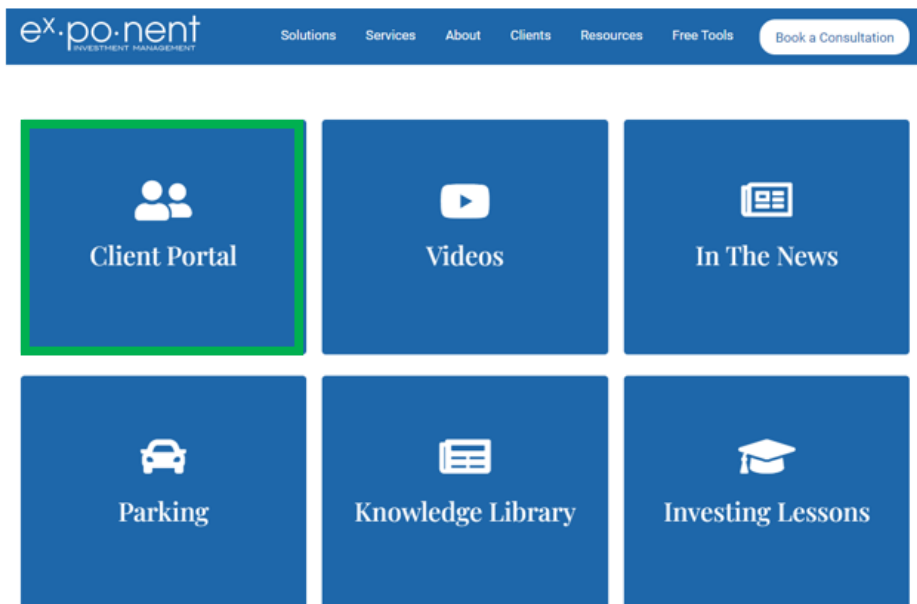 ex·po·nent
INVESTMENT MANAGEMENT
Solutions Services About Clients Resources Free Tools Book a Consultation
Client Portal Videos In The News
Parking Knowledge Library Investing Lessons